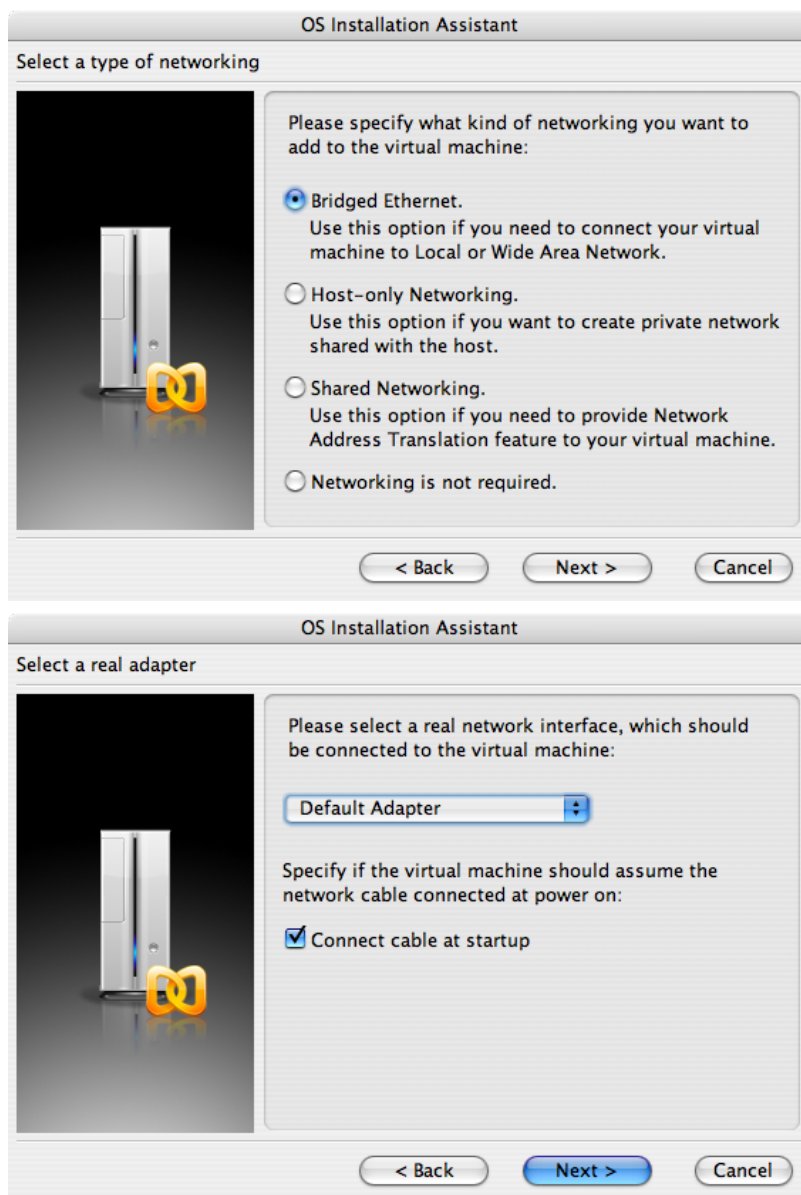 OS Installation Assistant
Select a type of networking
Please specify what kind of networking you want to
add to the virtual machine:
Bridged Ethernet.
Use this option if you need to connect your virtual
machine to Local or Wide Area Network.
Host-only Networking.
Use this option if you want to create private network
shared with the host.
Shared Networking.
Use this option if you need to provide Network
Address Translation feature to your virtual machine.
Networking is not required.
< Back Next > Cancel
OS Installation Assistant
Select a real adapter
Please select a real network interface, which should
be connected to the virtual machine:
Default Adapter
Specify if the virtual machine should assume the
network cable connected at power on:
Connect cable at startup
< Back Next > Cancel